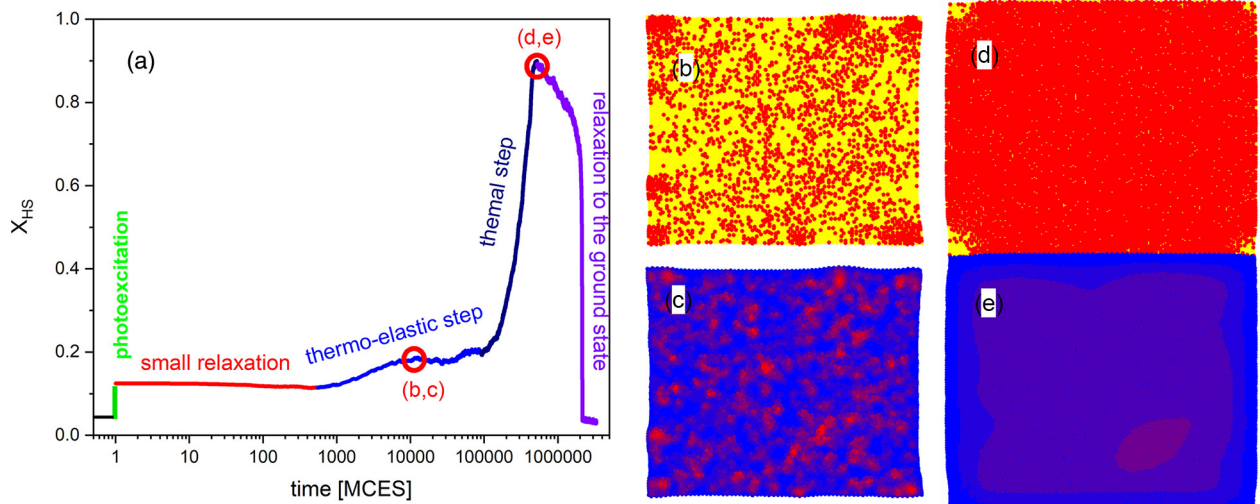 (a)
(d,e)
1.0
0.8
0.6
0.4
0.2
0.0
X_HS
photoexcitation
small relaxation
thermo-elastic step
(b,c)
themal step
relaxation to the ground state
1
10
100
1000
10000
100000
1000000
time [MCES]
(b)
(c)
(d)
(e)